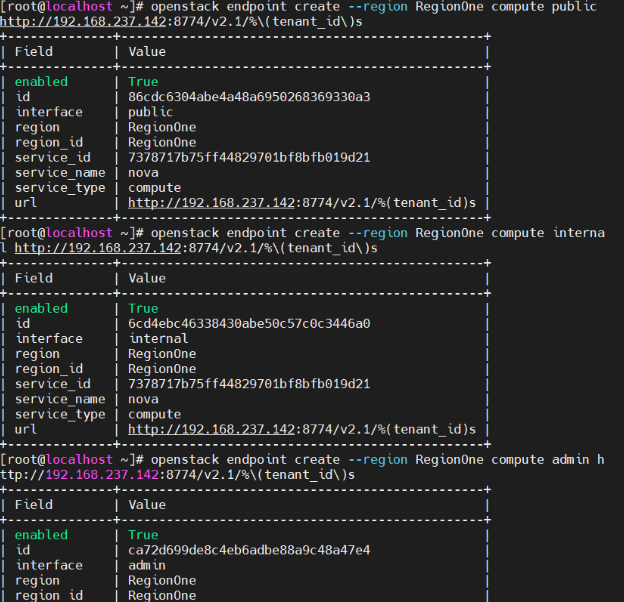 [root@localhost ~]# openstack endpoint create --region RegionOne compute public
http://192.168.237.142:8774/v2.1/%\(tenant_id\)s
+--------------+----------------------------------------------+
| Field        | Value                                        |
+--------------+----------------------------------------------+
| enabled      | True                                         |
| id           | 86cdc6304abe4a48a6950268369330a3             |
| interface    | public                                       |
| region       | RegionOne                                    |
| region_id    | RegionOne                                    |
| service_id   | 7378717b75ff44829701bf8bfb019d21             |
| service_name | nova                                         |
| service_type | compute                                      |
| url          | http://192.168.237.142:8774/v2.1/%(tenant_id)s |
+--------------+----------------------------------------------+
[root@localhost ~]# openstack endpoint create --region RegionOne compute interna
l http://192.168.237.142:8774/v2.1/%\(tenant_id\)s
+--------------+----------------------------------------------+
| Field        | Value                                        |
+--------------+----------------------------------------------+
| enabled      | True                                         |
| id           | 6cd4ebc46338430abe50c57c0c3446a0             |
| interface    | internal                                     |
| region       | RegionOne                                    |
| region_id    | RegionOne                                    |
| service_id   | 7378717b75ff44829701bf8bfb019d21             |
| service_name | nova                                         |
| service_type | compute                                      |
| url          | http://192.168.237.142:8774/v2.1/%(tenant_id)s |
+--------------+----------------------------------------------+
[root@localhost ~]# openstack endpoint create --region RegionOne compute admin h
ttp://192.168.237.142:8774/v2.1/%\(tenant_id\)s
+--------------+----------------------------------------------+
| Field        | Value                                        |
+--------------+----------------------------------------------+
| enabled      | True                                         |
| id           | ca72d699de8c4eb6adbe88a9c48a47e4             |
| interface    | admin                                        |
| region       | RegionOne                                    |
| region_id    | RegionOne                                    |